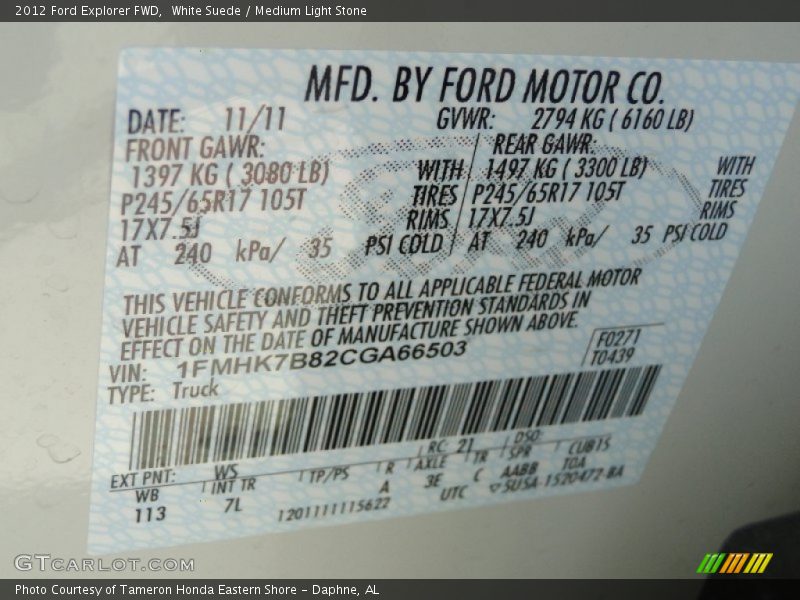 2012 Ford Explorer FWD,  White Suede / Medium Light Stone
MFD. BY FORD MOTOR CO.
DATE: 11/11 GVWR: 2794 KG ( 6160 LB)
FRONT GAWR: REAR GAWR:
1397 KG ( 3080 LB) WITH 1497 KG ( 3300 LB) WITH
P245/65R17 105T TIRES P245/65R17 105T TIRES
17X7.5J RIMS 17X7.5J RIMS
AT 240 kPa/ 35 PSI COLD AT 240 kPa/ 35 PSI COLD
THIS VEHICLE CONFORMS TO ALL APPLICABLE FEDERAL MOTOR
VEHICLE SAFETY AND THEFT PREVENTION STANDARDS IN
EFFECT ON THE DATE OF MANUFACTURE SHOWN ABOVE.
VIN: 1FMHK7B82CGA66503 F0271
TYPE: Truck T0439
EXT PNT: WS RC: 21 DSO:
WB INT TR TP/PS R AXLE TR SPR CUB15
113 7L A 3E C AABB TOA
1201111115622 UTC ▽5U5A-1520472-BA
GTCARLOT.COM
Photo Courtesy of Tameron Honda Eastern Shore – Daphne, AL